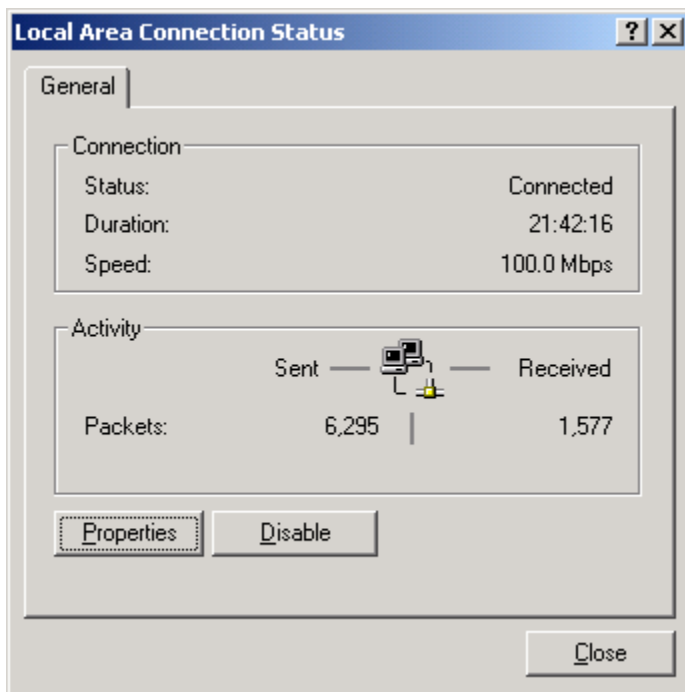 Local Area Connection Status
General
Connection
Status: Connected
Duration: 21:42:16
Speed: 100.0 Mbps
Activity
Sent Received
Packets: 6,295 1,577
Properties Disable
Close